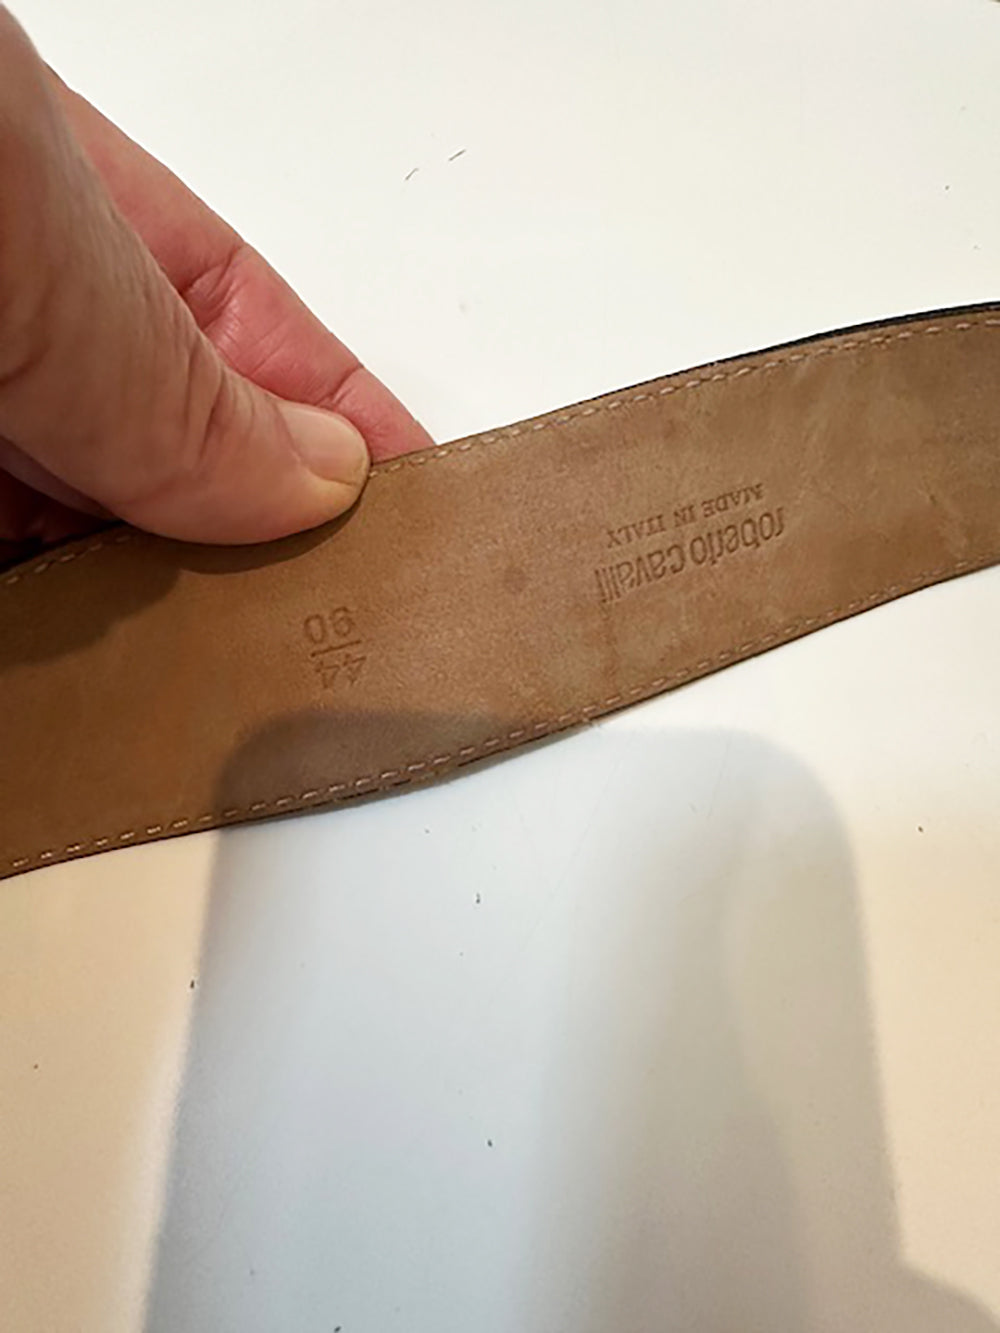 roberto cavalli
MADE IN ITALY
44
90